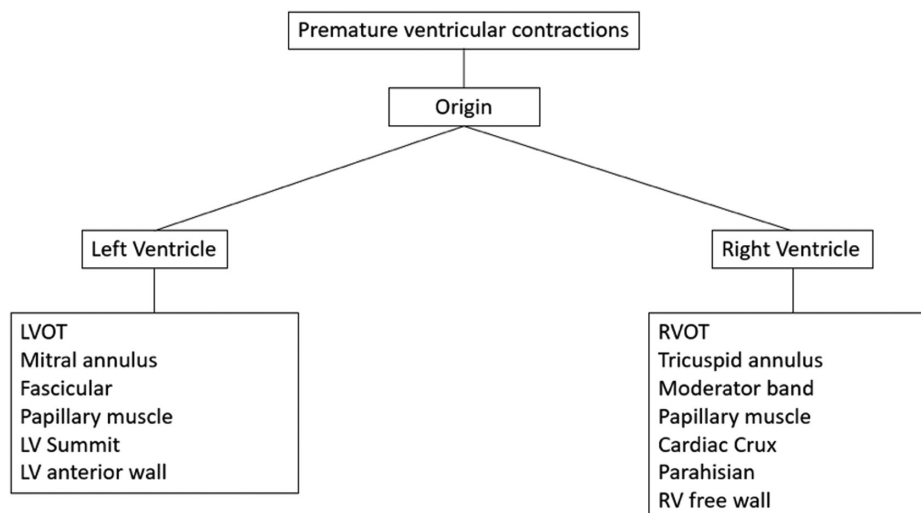 Premature ventricular contractions
Origin
Left Ventricle
Right Ventricle
LVOT
Mitral annulus
Fascicular
Papillary muscle
LV Summit
LV anterior wall
RVOT
Tricuspid annulus
Moderator band
Papillary muscle
Cardiac Crux
Parahisian
RV free wall